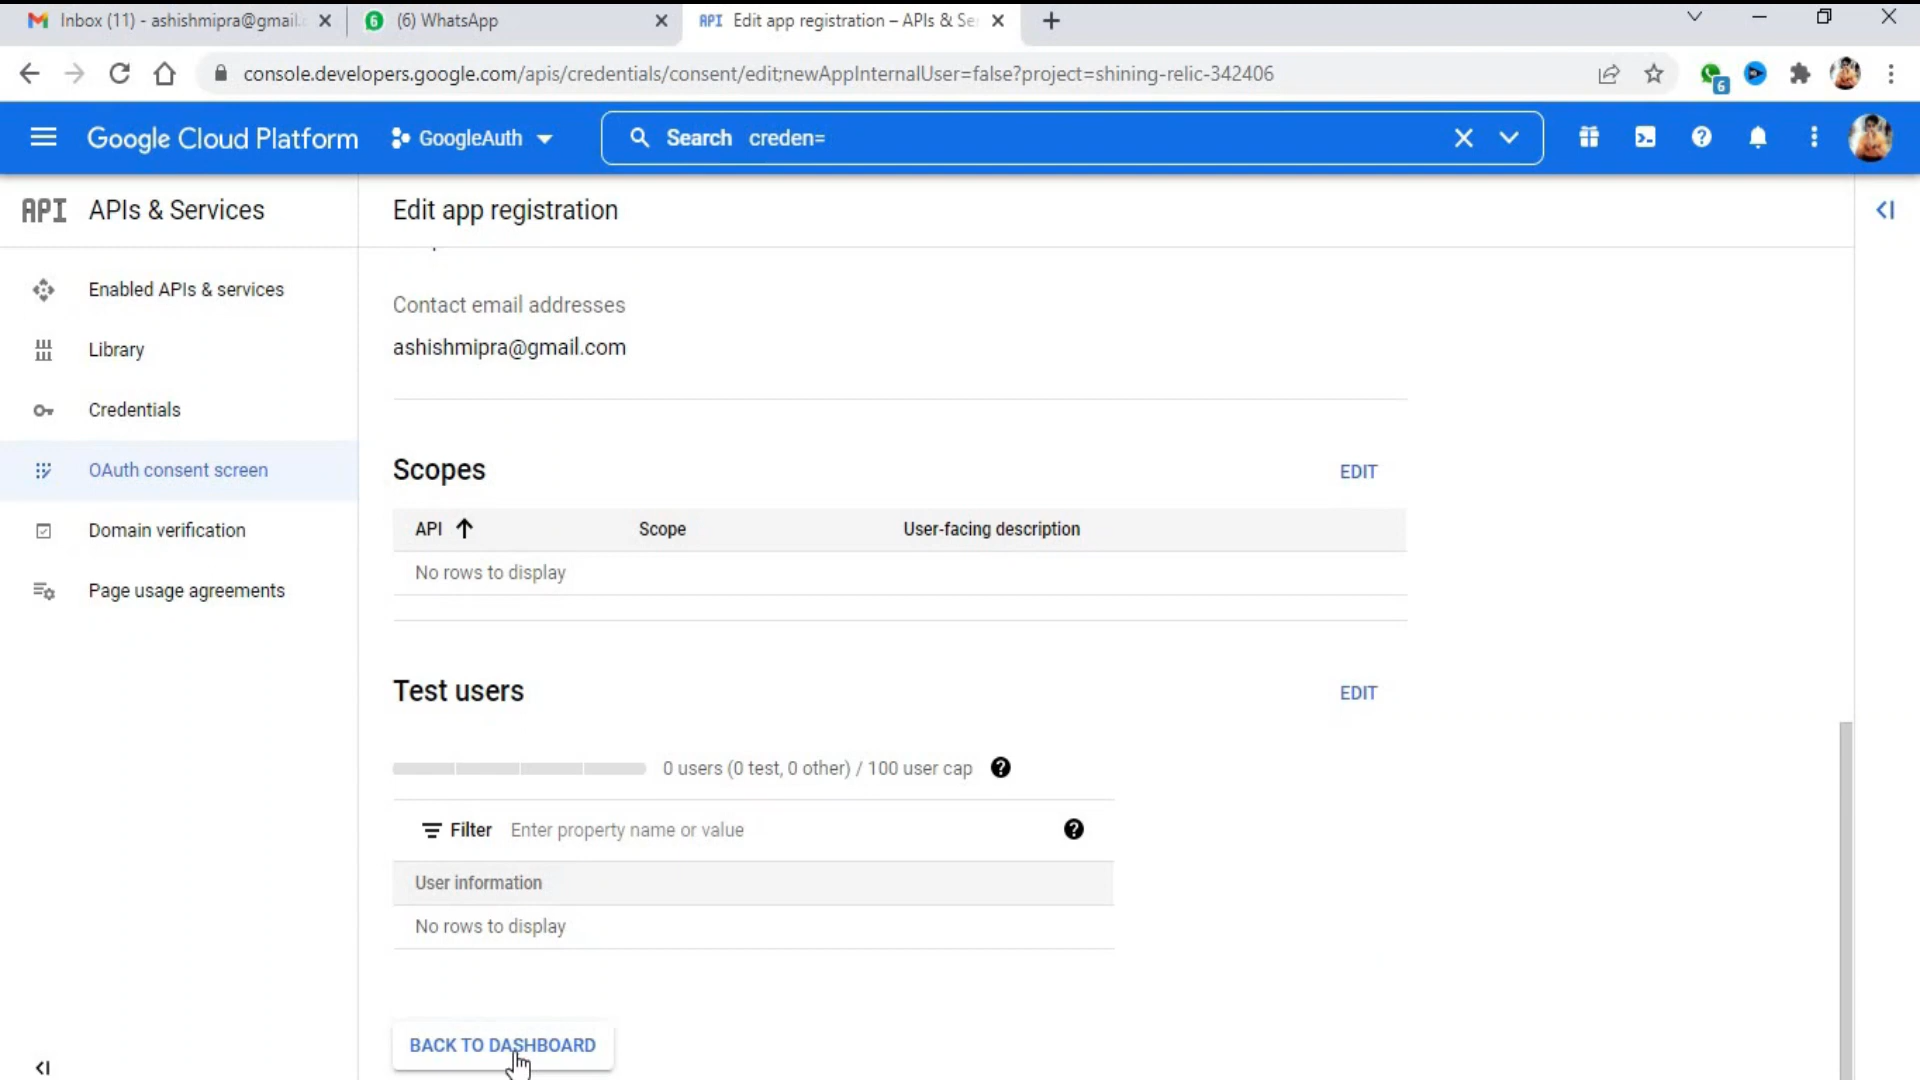 Inbox (11) - ashishmipra@gmail.
6 (6) WhatsApp
API Edit app registration – APIs & Se
console.developers.google.com/apis/credentials/consent/edit;newAppInternalUser=false?project=shining-relic-342406
6
Google Cloud Platform
GoogleAuth
Search creden=
API APIs & Services
Edit app registration
Enabled APIs & services
Library
Credentials
OAuth consent screen
Domain verification
Page usage agreements
Contact email addresses
ashishmipra@gmail.com
Scopes
EDIT
API Scope User-facing description
No rows to display
Test users
EDIT
0 users (0 test, 0 other) / 100 user cap
Filter Enter property name or value
User information
No rows to display
BACK TO DASHBOARD